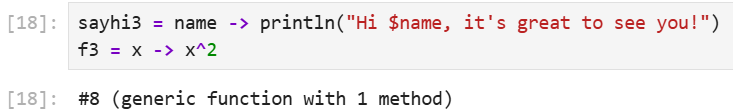 [18]: sayhi3 = name -> println("Hi $name, it's great to see you!")
f3 = x -> x^2
[18]: #8 (generic function with 1 method)